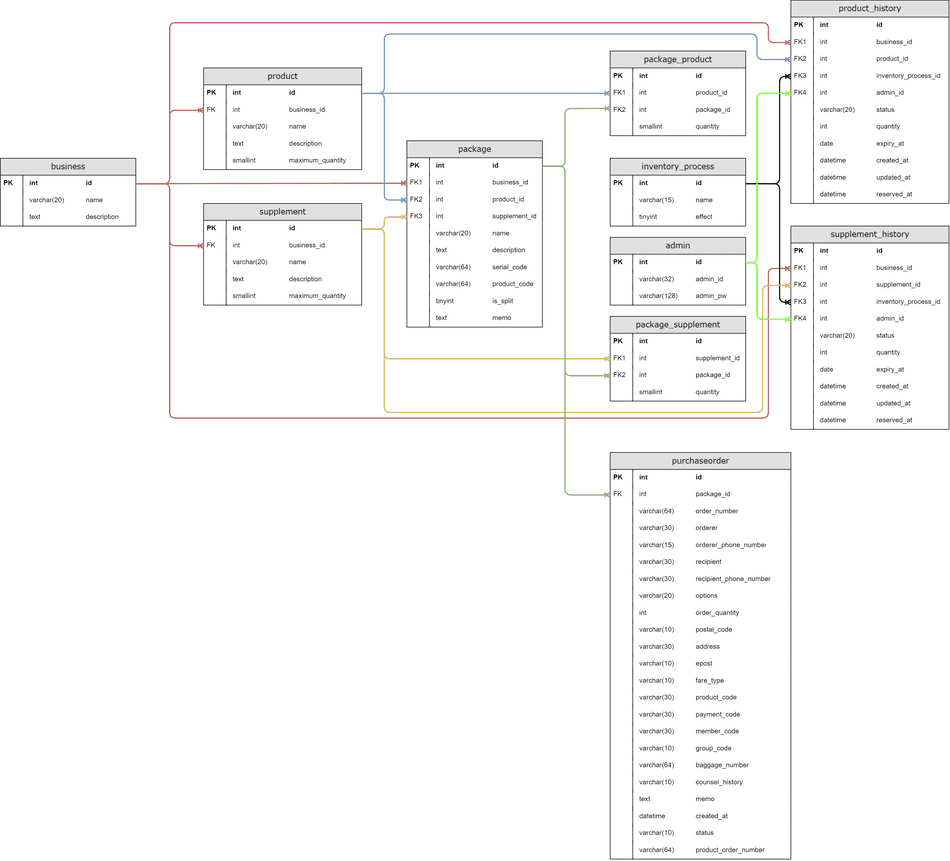 business
PK int id
varchar(20) name
text description
product
PK int id
FK int business_id
varchar(20) name
text description
smallint maximum_quantity
supplement
PK int id
FK int business_id
varchar(20) name
text description
smallint maximum_quantity
package
PK int id
FK1 int business_id
FK2 int product_id
FK3 int supplement_id
varchar(20) name
text description
varchar(64) serial_code
varchar(64) product_code
tinyint is_split
text memo
package_product
PK int id
FK1 int product_id
FK2 int package_id
smallint quantity
inventory_process
PK int id
varchar(15) name
tinyint effect
admin
PK int id
varchar(32) admin_id
varchar(128) admin_pw
package_supplement
PK int id
FK1 int supplement_id
FK2 int package_id
smallint quantity
purchaseorder
PK int id
FK int package_id
varchar(64) order_number
varchar(30) orderer
varchar(15) orderer_phone_number
varchar(30) recipient
varchar(30) recipient_phone_number
varchar(20) options
int order_quantity
varchar(10) postal_code
varchar(30) address
varchar(10) epost
varchar(10) fare_type
varchar(30) product_code
varchar(30) payment_code
varchar(30) member_code
varchar(10) group_code
varchar(64) baggage_number
varchar(10) counsel_history
text memo
datetime created_at
varchar(10) status
varchar(64) product_order_number
product_history
PK int id
FK1 int business_id
FK2 int product_id
FK3 int inventory_process_id
FK4 int admin_id
varchar(20) status
int quantity
date expiry_at
datetime created_at
datetime updated_at
datetime reserved_at
supplement_history
PK int id
FK1 int business_id
FK2 int supplement_id
FK3 int inventory_process_id
FK4 int admin_id
varchar(20) status
int quantity
date expiry_at
datetime created_at
datetime updated_at
datetime reserved_at